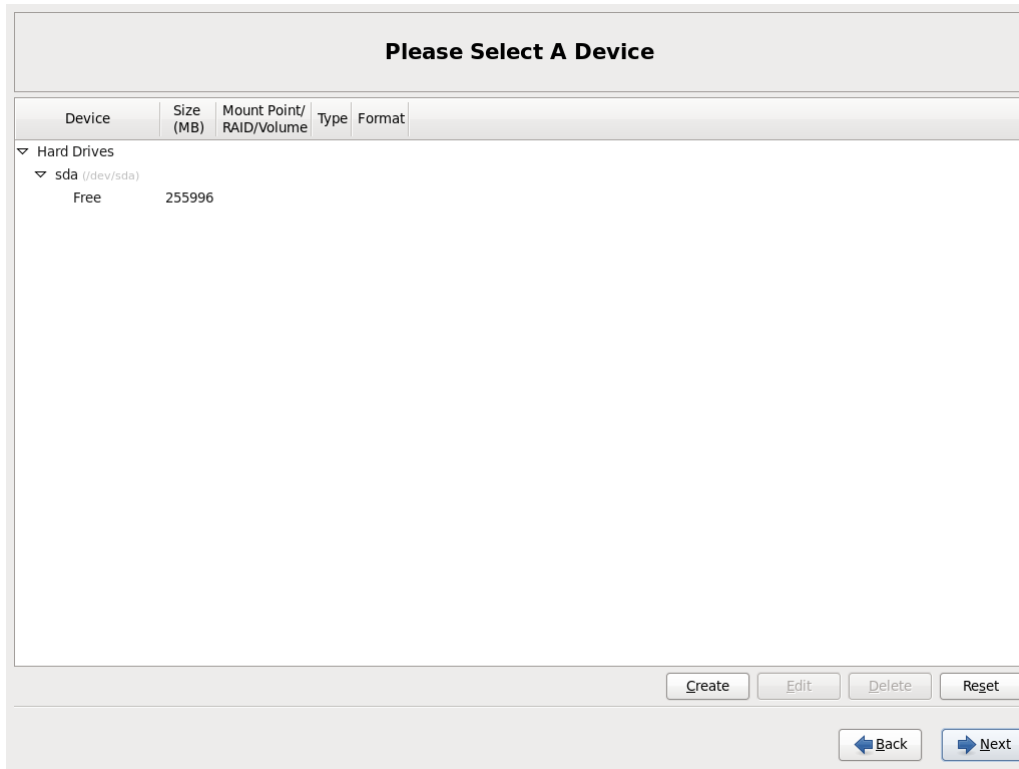 Please Select A Device
Device Size (MB) Mount Point/ RAID/Volume Type Format
Hard Drives
sda (/dev/sda)
Free 255996
Create Edit Delete Reset
Back Next